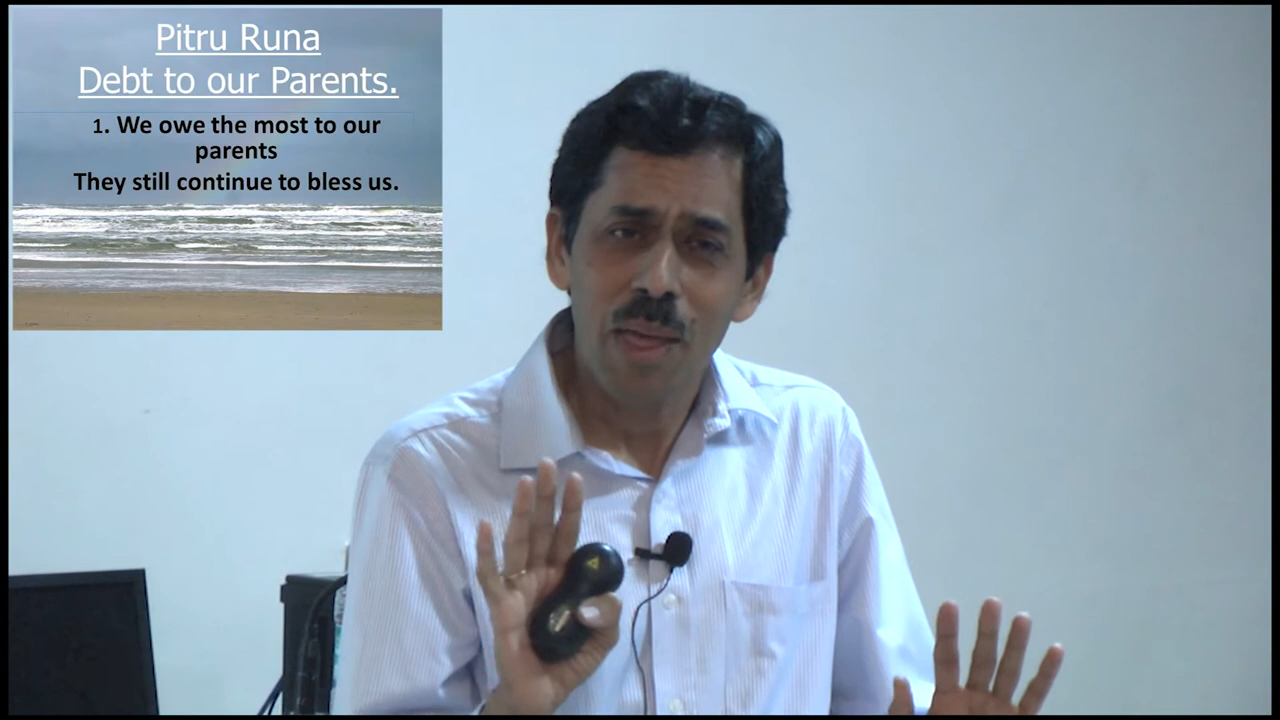 Pitru Runa
Debt to our Parents.
1. We owe the most to our
parents
They still continue to bless us.